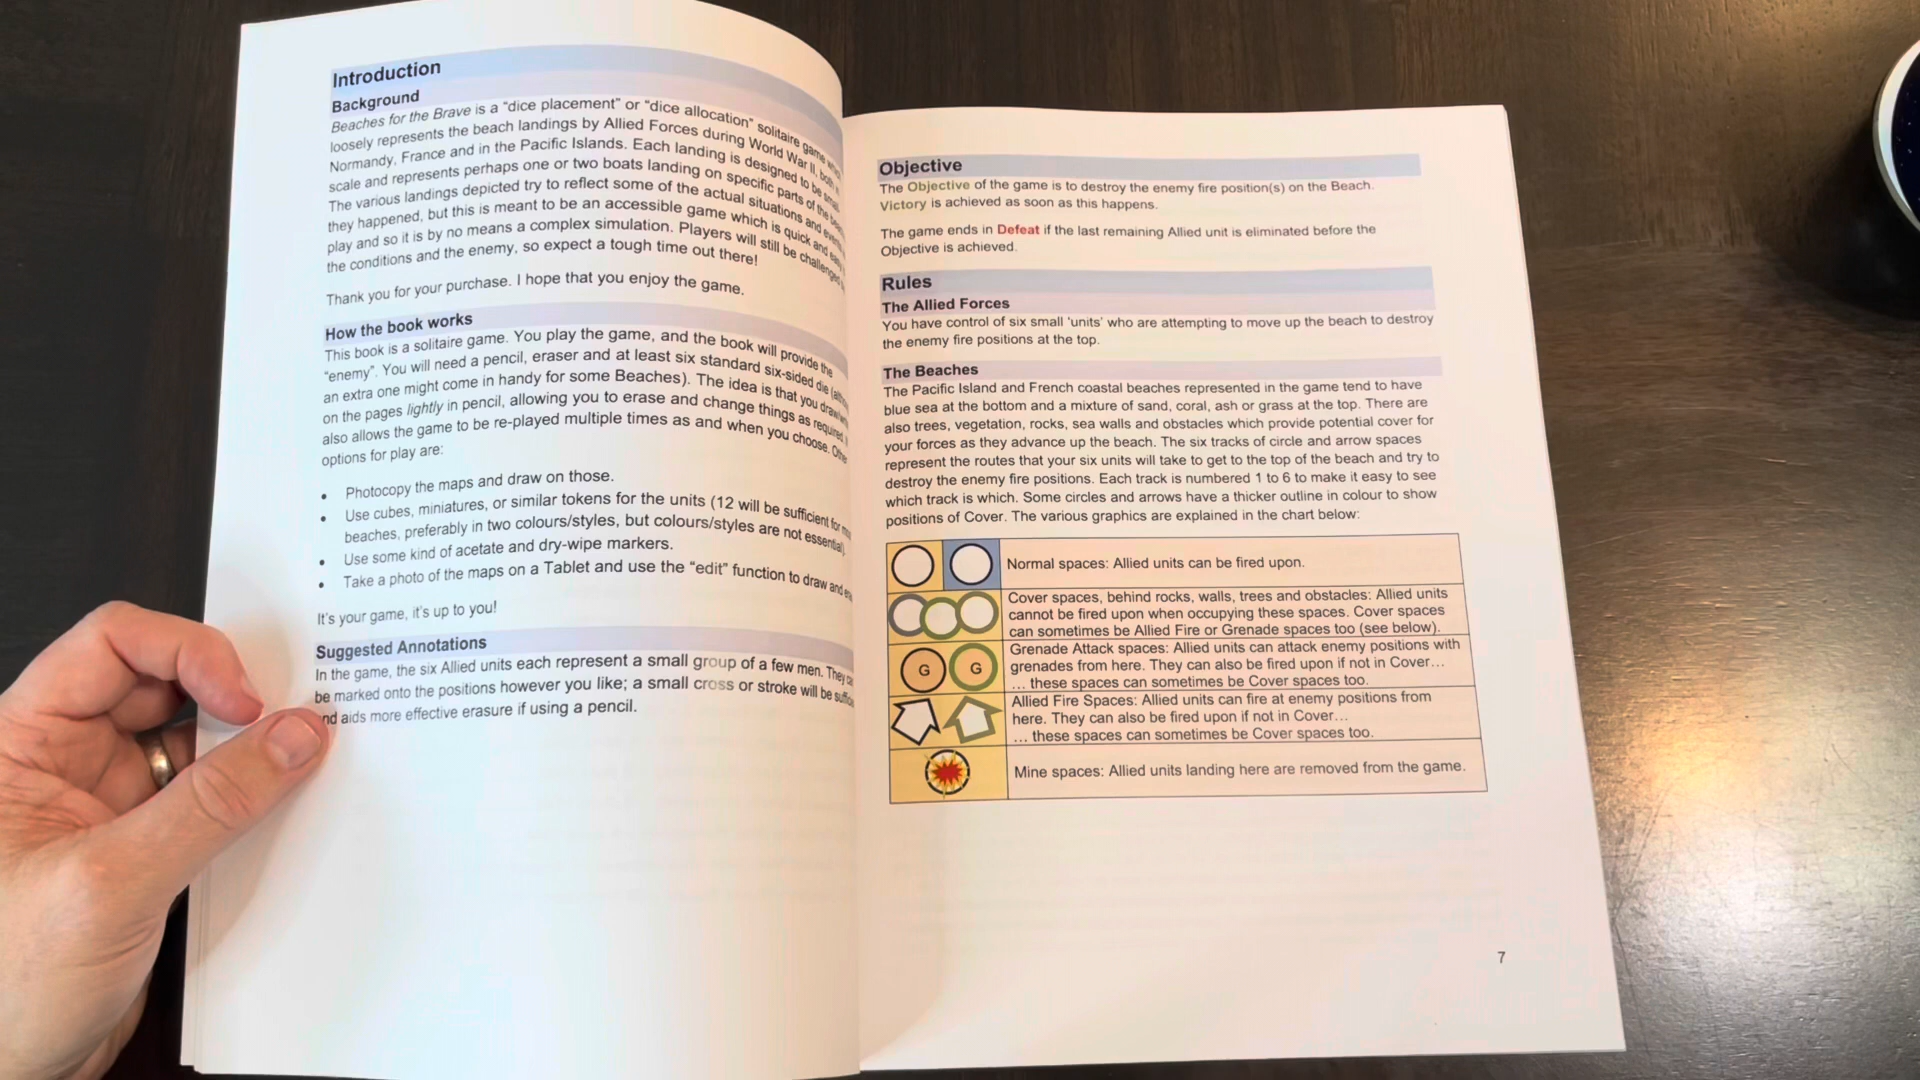 Introduction
Background
Beaches for the Brave is a “dice placement” or “dice allocation” solitaire game which
loosely represents the beach landings by Allied Forces during World War II, both in
Normandy, France and in the Pacific Islands. Each landing is designed to be small
scale and represents perhaps one or two boats landing on specific parts of the beach.
The various landings depicted try to reflect some of the actual situations and events
they happened, but this is meant to be an accessible game which is quick and easy
play and so it is by no means a complex simulation. Players will still be challenged
the conditions and the enemy, so expect a tough time out there!
Thank you for your purchase. I hope that you enjoy the game.
How the book works
This book is a solitaire game. You play the game, and the book will provide the
“enemy”. You will need a pencil, eraser and at least six standard six-sided die
an extra one might come in handy for some Beaches). The idea is that you
on the pages lightly in pencil, allowing you to erase and change things as required.
also allows the game to be re-played multiple times as and when you choose. Other
options for play are:
• Photocopy the maps and draw on those.
• Use cubes, miniatures, or similar tokens for the units (12 will be sufficient for
beaches, preferably in two colours/styles, but colours/styles are not essential).
• Use some kind of acetate and dry-wipe markers.
• Take a photo of the maps on a Tablet and use the “edit” function to draw and
It’s your game, it’s up to you!
Suggested Annotations
In the game, the six Allied units each represent a small group of a few men. They
be marked onto the positions however you like; a small cross or stroke will be
aids more effective erasure if using a pencil.
Objective
The Objective of the game is to destroy the enemy fire position(s) on the Beach.
Victory is achieved as soon as this happens.
The game ends in Defeat if the last remaining Allied unit is eliminated before the
Objective is achieved.
Rules
The Allied Forces
You have control of six small ‘units’ who are attempting to move up the beach to destroy
the enemy fire positions at the top.
The Beaches
The Pacific Island and French coastal beaches represented in the game tend to have
blue sea at the bottom and a mixture of sand, coral, ash or grass at the top. There are
also trees, vegetation, rocks, sea walls and obstacles which provide potential cover for
your forces as they advance up the beach. The six tracks of circle and arrow spaces
represent the routes that your six units will take to get to the top of the beach and try to
destroy the enemy fire positions. Each track is numbered 1 to 6 to make it easy to see
which track is which. Some circles and arrows have a thicker outline in colour to show
positions of Cover. The various graphics are explained in the chart below:
Normal spaces: Allied units can be fired upon.
Cover spaces, behind rocks, walls, trees and obstacles: Allied units
cannot be fired upon when occupying these spaces. Cover spaces
can sometimes be Allied Fire or Grenade spaces too (see below).
G G
Grenade Attack spaces: Allied units can attack enemy positions with
grenades from here. They can also be fired upon if not in Cover…
… these spaces can sometimes be Cover spaces too.
Allied Fire Spaces: Allied units can fire at enemy positions from
here. They can also be fired upon if not in Cover…
… these spaces can sometimes be Cover spaces too.
Mine spaces: Allied units landing here are removed from the game.
7